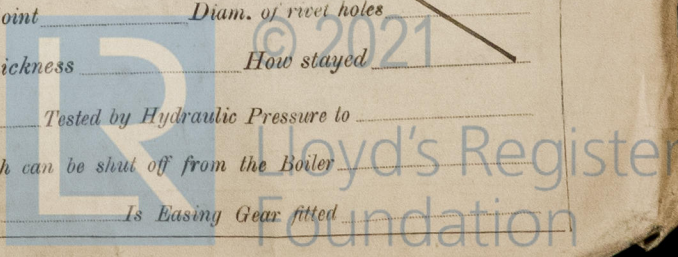 oint Diam. of rivet holes
ickness How stayed
Tested by Hydraulic Pressure to
h can be shut off from the Boiler
Is Easing Gear fitted
© 2021
LR
Lloyd's Register
Foundation